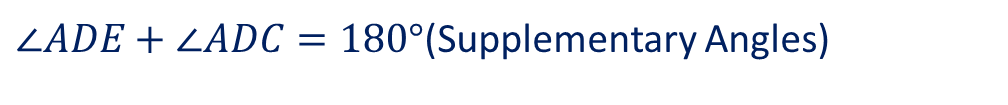 ∠ADE + ∠ADC = 180°(Supplementary Angles)